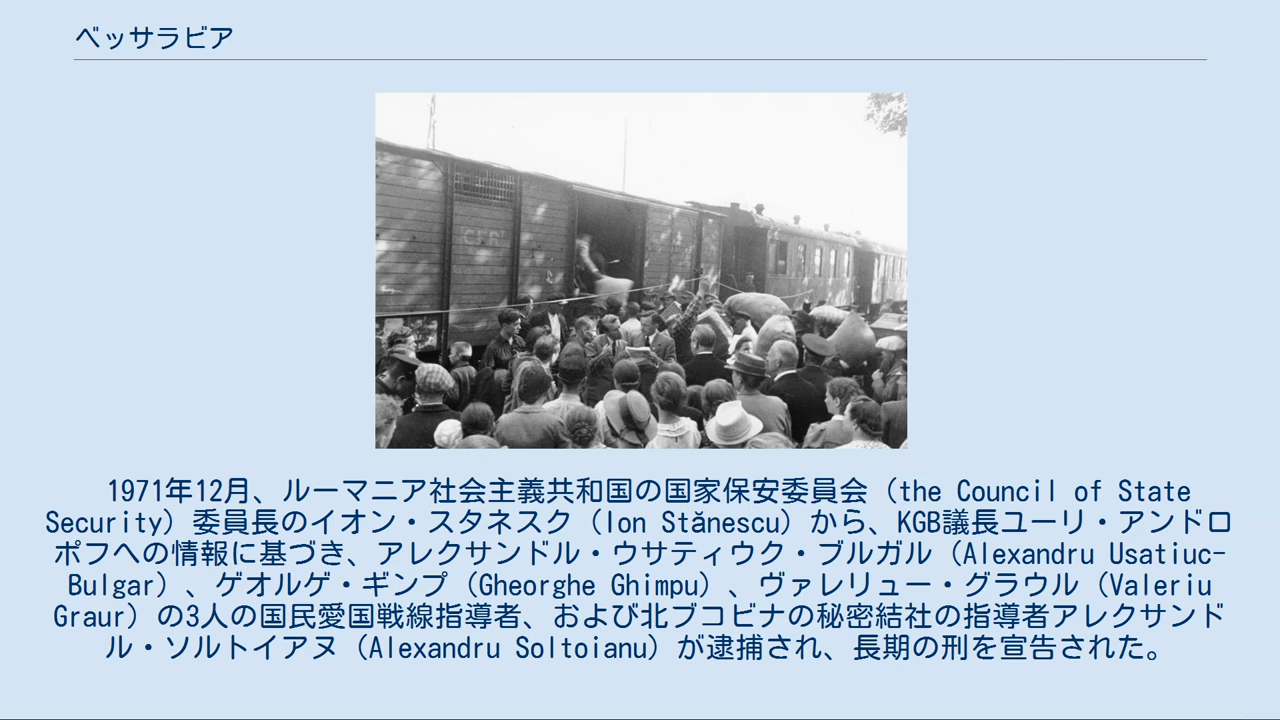 ベッサラビア
CFR
1971年12月、ルーマニア社会主義共和国の国家保安委員会（the Council of State
Security）委員長のイオン・スタネスク（Ion Stănescu）から、KGB議長ユーリ・アンドロ
ポフへの情報に基づき、アレクサンドル・ウサティウク・ブルガル（Alexandru Usatiuc-
Bulgar）、ゲオルゲ・ギンプ（Gheorghe Ghimpu）、ヴァレリュー・グラウル（Valeriu
Graur）の3人の国民愛国戦線指導者、および北ブコビナの秘密結社の指導者アレクサンド
ル・ソルトイアヌ（Alexandru Soltoianu）が逮捕され、長期の刑を宣告された。